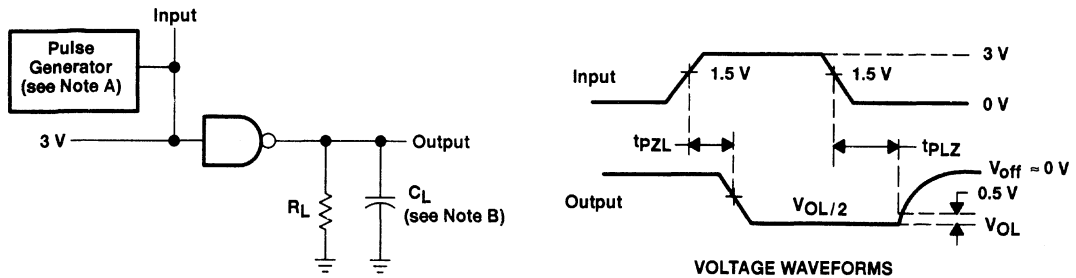 Input
Pulse
Generator
(see Note A)
3 V
Output
RL
CL
(see Note B)
Input
1.5 V
1.5 V
3 V
0 V
tPZL
tPLZ
Output
VOL/2
Voff ≈ 0 V
0.5 V
VOL
VOLTAGE WAVEFORMS